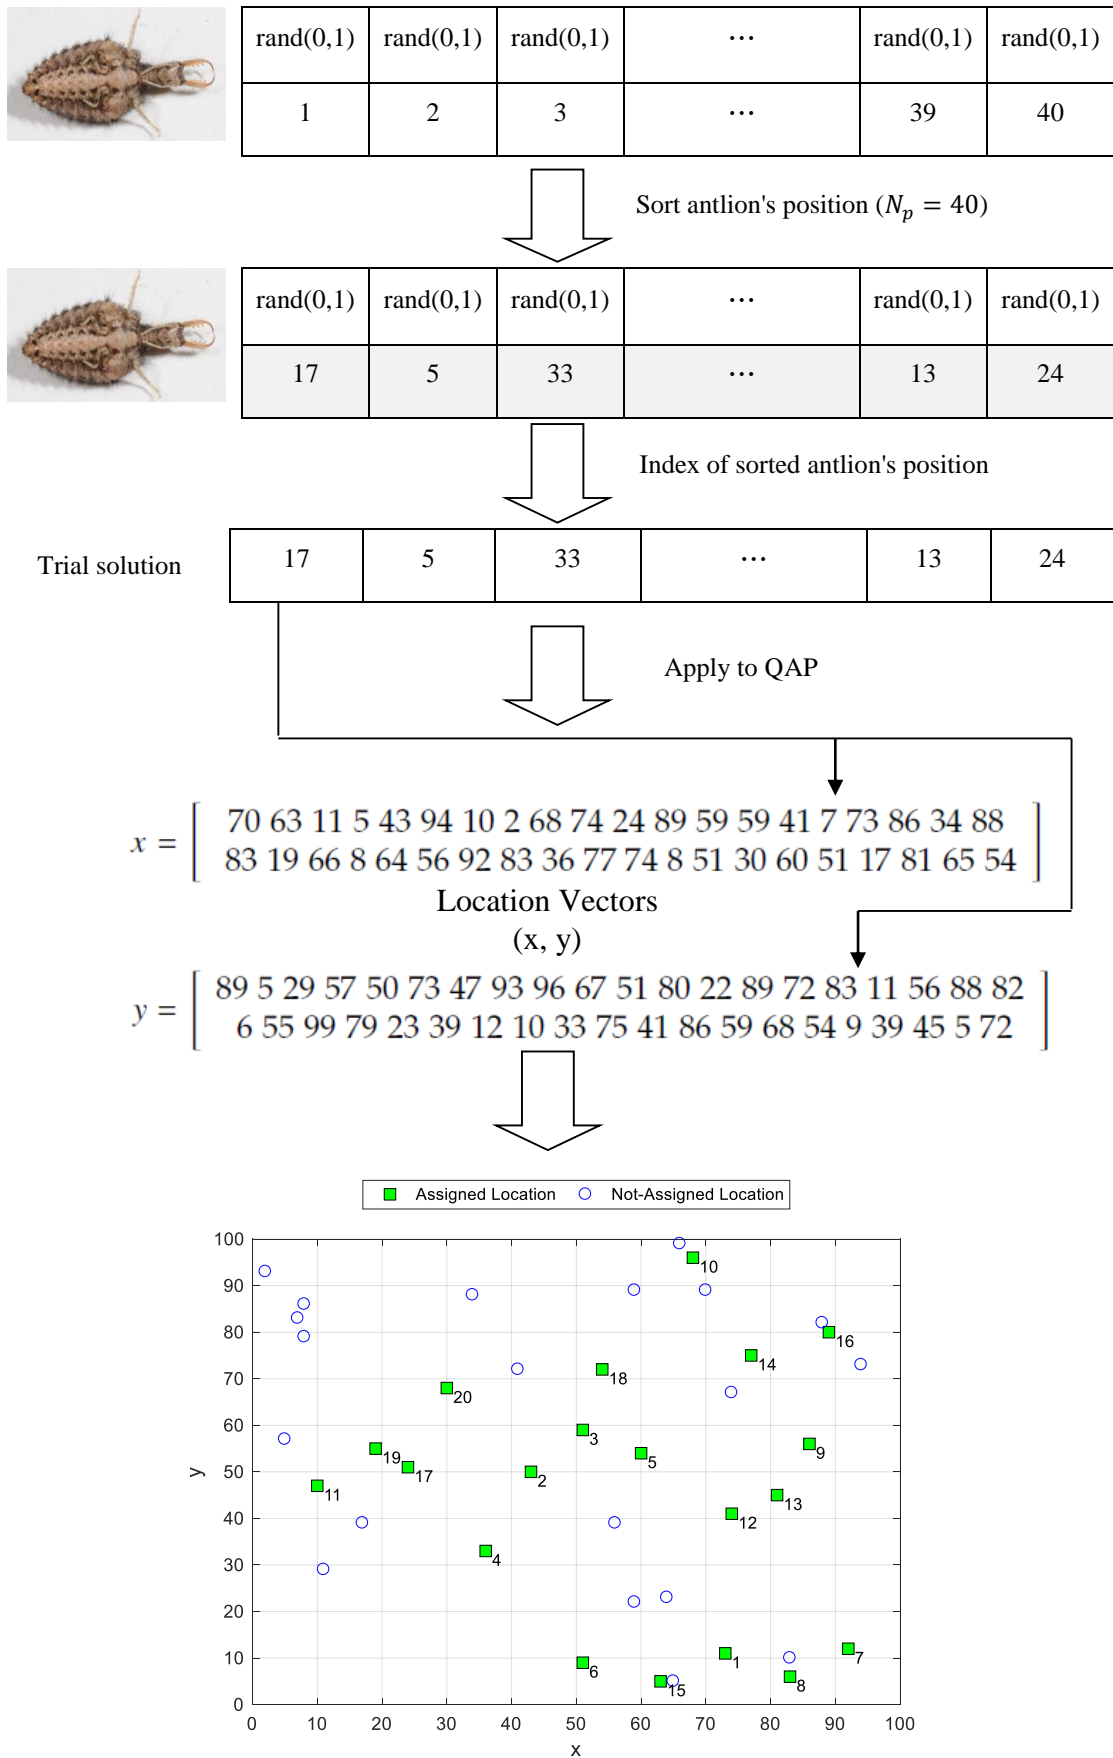 rand(0,1) rand(0,1) rand(0,1) ... rand(0,1) rand(0,1)
1 2 3 ... 39 40
Sort antlion's position (N_p = 40)
rand(0,1) rand(0,1) rand(0,1) ... rand(0,1) rand(0,1)
17 5 33 ... 13 24
Index of sorted antlion's position
Trial solution 17 5 33 ... 13 24
Apply to QAP
x = [ 70 63 11 5 43 94 10 2 68 74 24 89 59 59 41 7 73 86 34 88
83 19 66 8 64 56 92 83 36 77 74 8 51 30 60 51 17 81 65 54 ]
Location Vectors
(x, y)
y = [ 89 5 29 57 50 73 47 93 96 67 51 80 22 89 72 83 11 56 88 82
6 55 99 79 23 39 12 10 33 75 41 86 59 68 54 9 39 45 5 72 ]
Assigned Location Not-Assigned Location
100
10
90
16
80
14
18
70
20
60
3
9
19
5
17
50
2
11
13
12
40
4
30
20
10
7
1
6
8
15
0
0 10 20 30 40 50 60 70 80 90 100
y
x